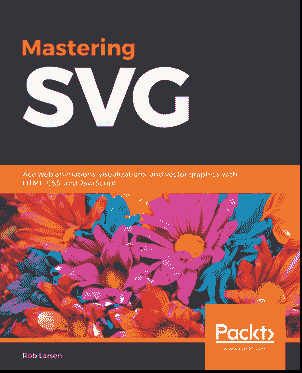 Mastering
SVG
Ace web animations, visualizations, and vector graphics with
HTML, CSS, and JavaScript
Packt>
Rob Larsen